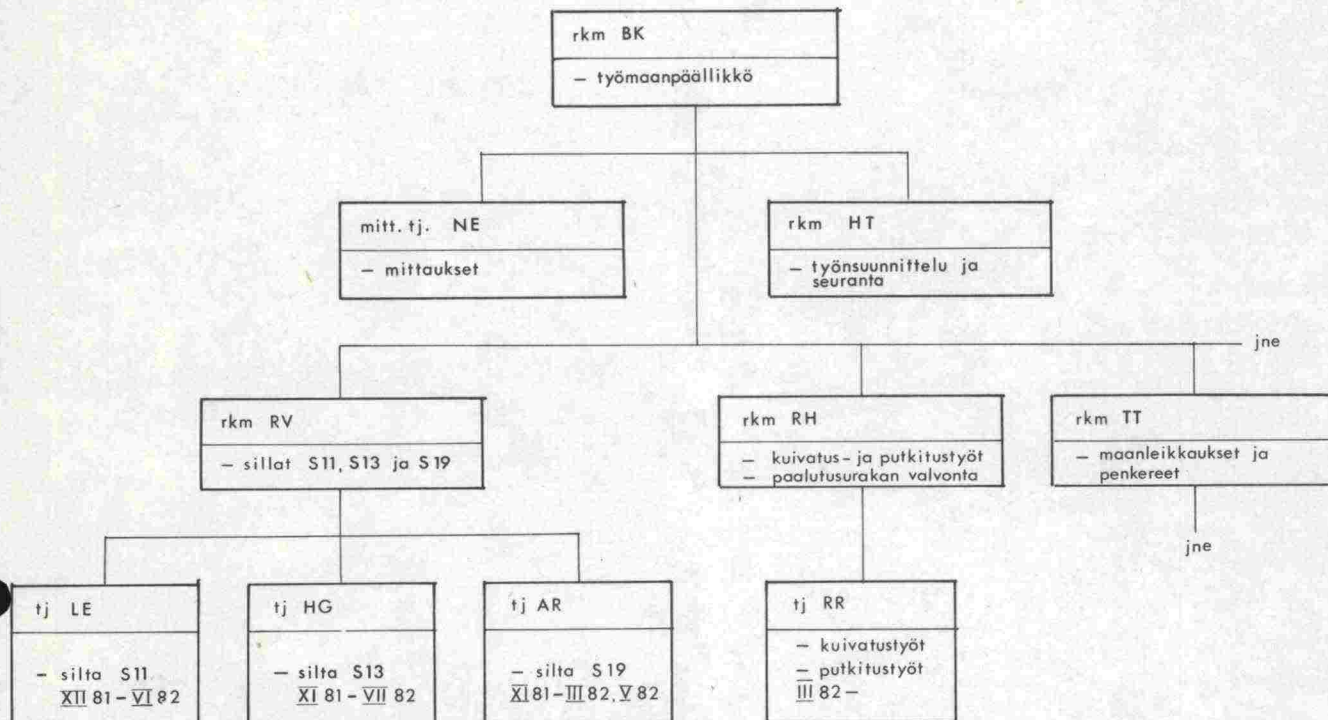 rkm BK
– työmaanpäällikkö
mitt. tj. NE
– mittaukset
rkm HT
– työnsuunnittelu ja
seuranta
jne
rkm RV
– sillat S11, S13 ja S19
rkm RH
– kuivatus- ja putkitustyöt
– paalutusurakan valvonta
rkm TT
– maanleikkaukset ja
penkereet
jne
tj LE
– silta S11
XII 81 – VI 82
tj HG
– silta S13
XI 81 – VII 82
tj AR
– silta S19
XI 81 – III 82, V 82
tj RR
– kuivatustyöt
– putkitustyöt
III 82 –